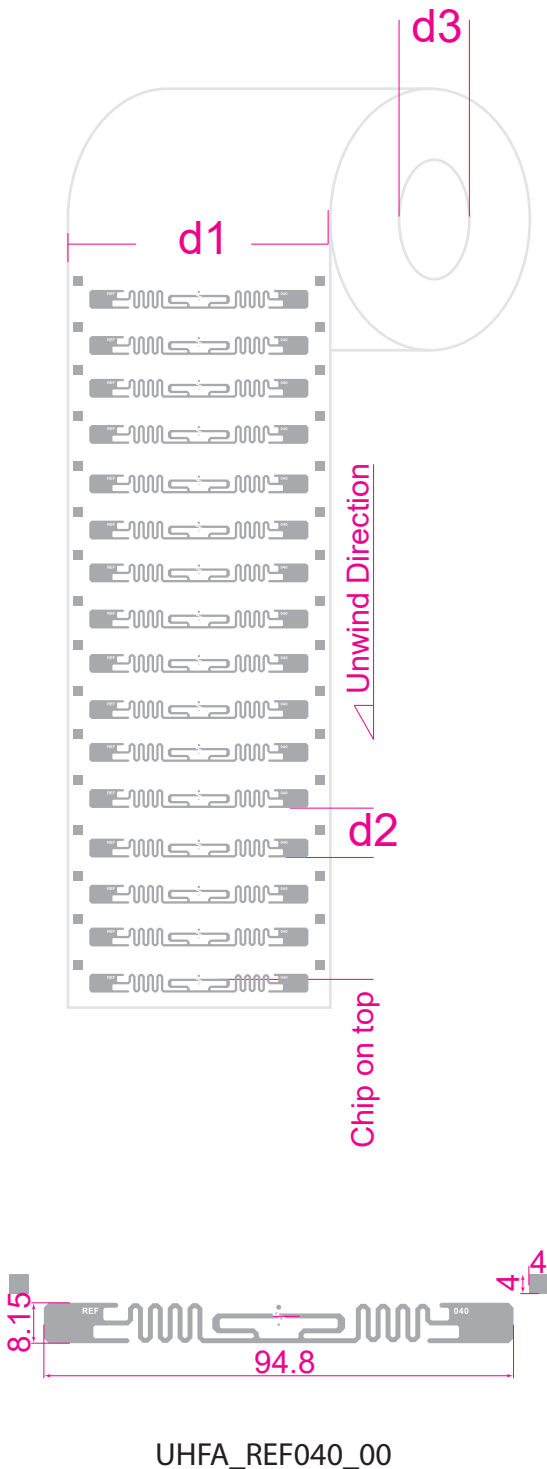 d3
d1
Unwind Direction
d2
Chip on top
4
4
REF
040
8.15
94.8
UHFA_REF040_00